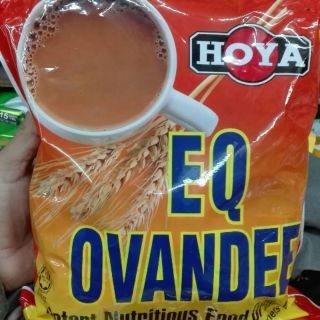 HOYA
EQ
OVANDEE
Instant Nutritious Food